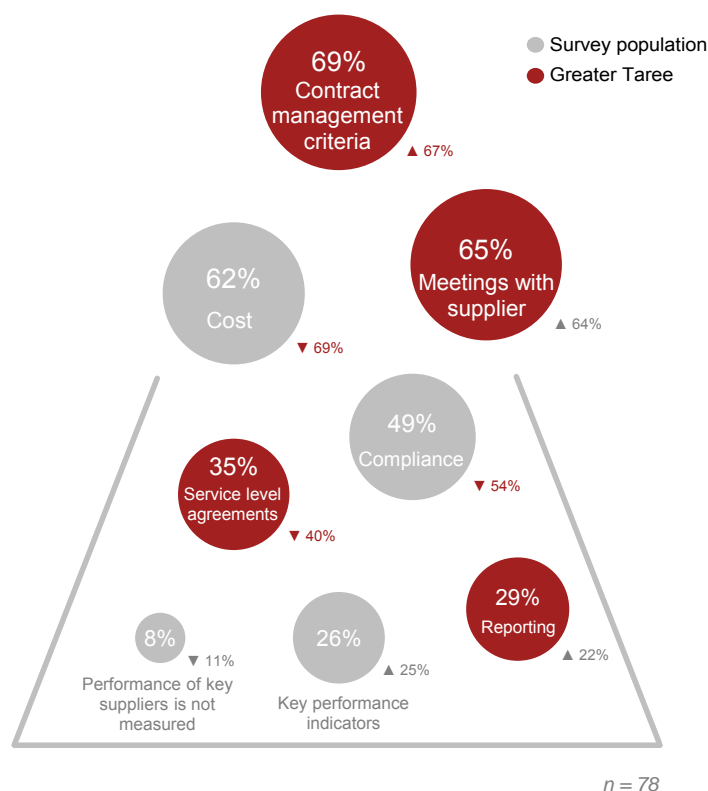 Survey population
Greater Taree
69%
Contract
management
criteria
▲ 67%
65%
Meetings with
supplier
▲ 64%
62%
Cost
▼ 69%
49%
Compliance
▼ 54%
35%
Service level
agreements
▼ 40%
29%
Reporting
▲ 22%
8%
▼ 11%
Performance of key
suppliers is not
measured
26%
▲ 25%
Key performance
indicators
n = 78